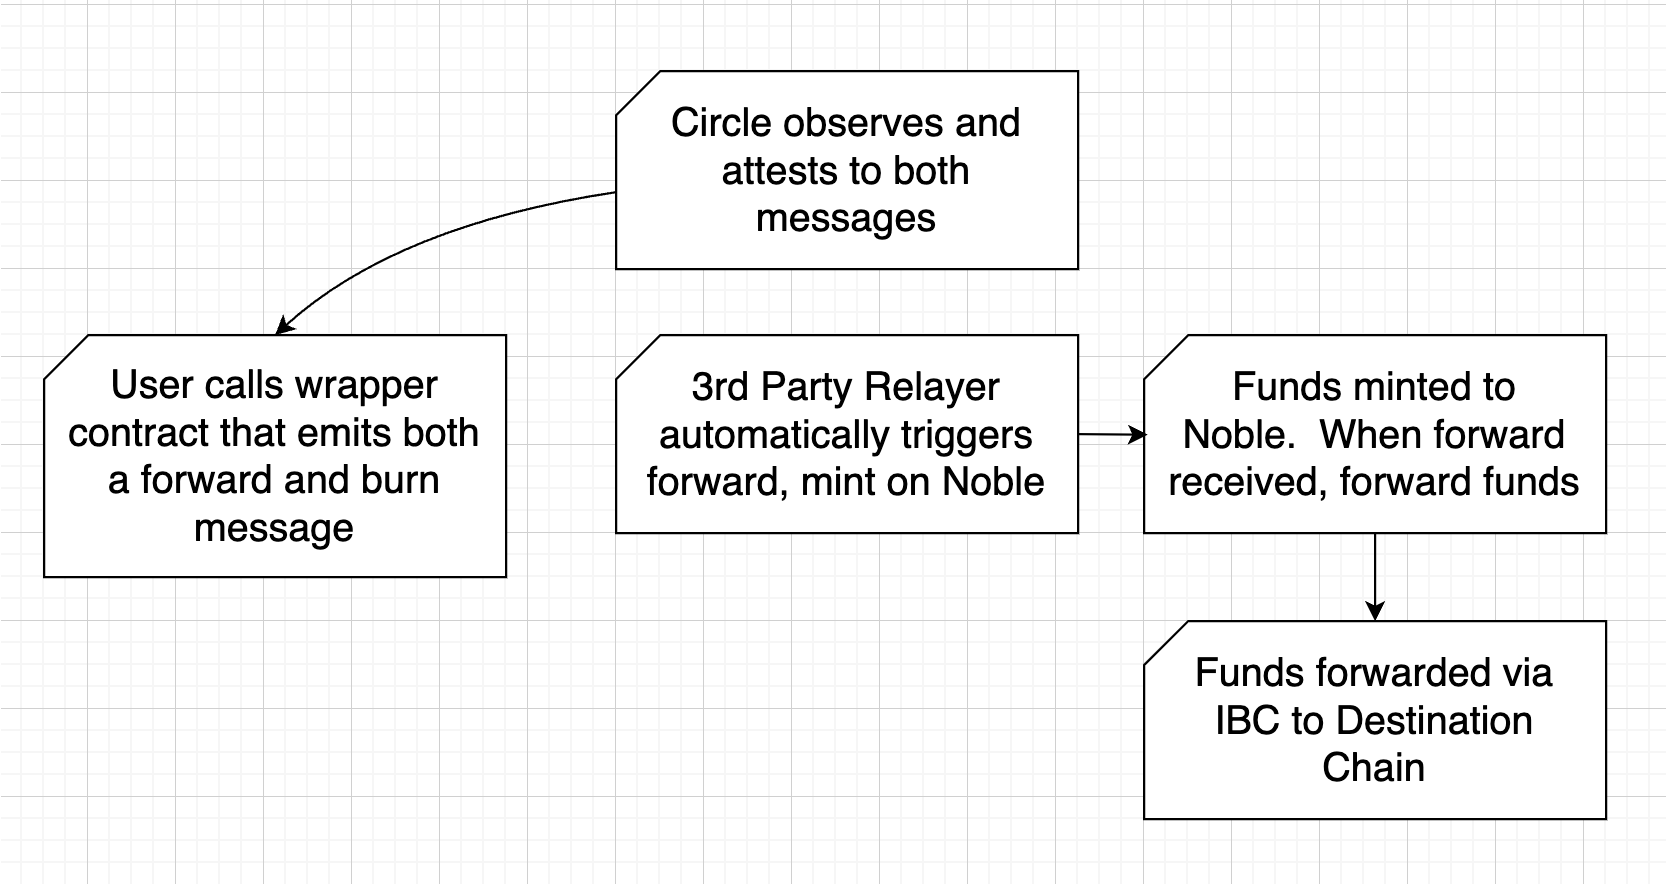 Circle observes and
attests to both
messages
User calls wrapper
contract that emits both
a forward and burn
message
3rd Party Relayer
automatically triggers
forward, mint on Noble
Funds minted to
Noble.  When forward
received, forward funds
Funds forwarded via
IBC to Destination
Chain